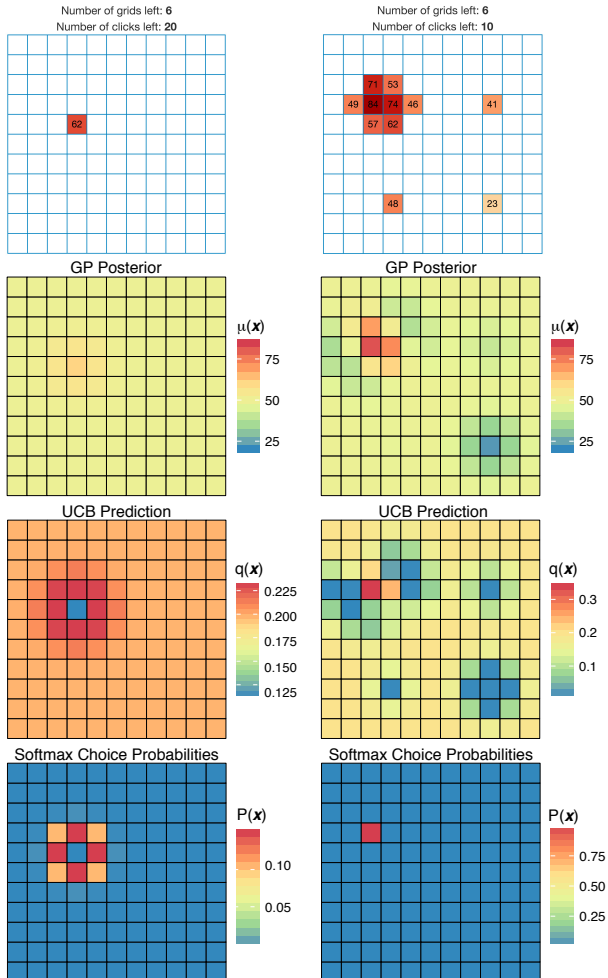 Number of grids left: 6
Number of clicks left: 20
62
Number of grids left: 6
Number of clicks left: 10
71 53
49 84 74 46 41
57 62
48 23
GP Posterior
μ(x)
75
50
25
GP Posterior
μ(x)
75
50
25
UCB Prediction
q(x)
0.225
0.200
0.175
0.150
0.125
UCB Prediction
q(x)
0.3
0.2
0.1
Softmax Choice Probabilities
P(x)
0.10
0.05
Softmax Choice Probabilities
P(x)
0.75
0.50
0.25